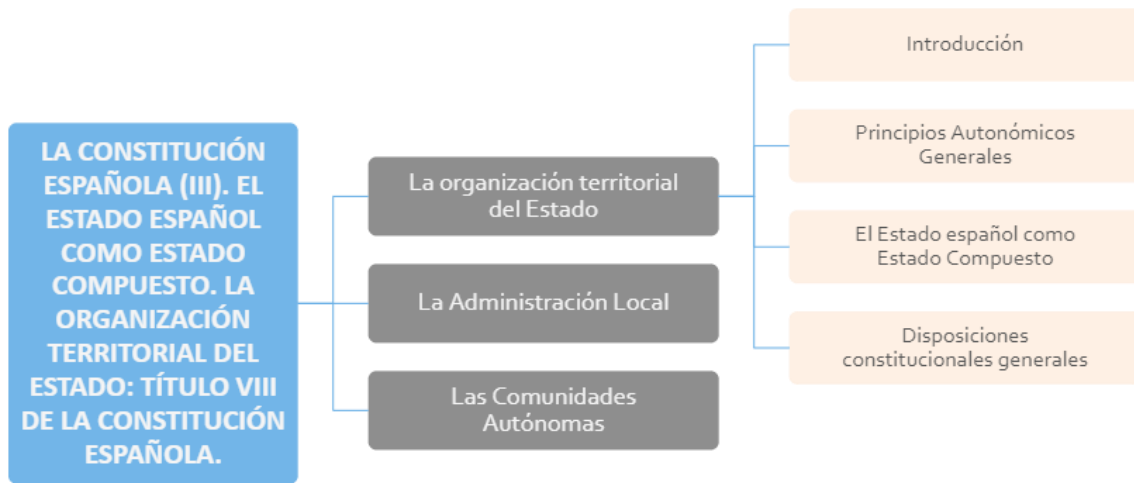 LA CONSTITUCIÓN
ESPAÑOLA (III). EL
ESTADO ESPAÑOL
COMO ESTADO
COMPUESTO. LA
ORGANIZACIÓN
TERRITORIAL DEL
ESTADO: TÍTULO VIII
DE LA CONSTITUCIÓN
ESPAÑOLA.
La organización territorial
del Estado
La Administración Local
Las Comunidades
Autónomas
Introducción
Principios Autonómicos
Generales
El Estado español como
Estado Compuesto
Disposiciones
constitucionales generales